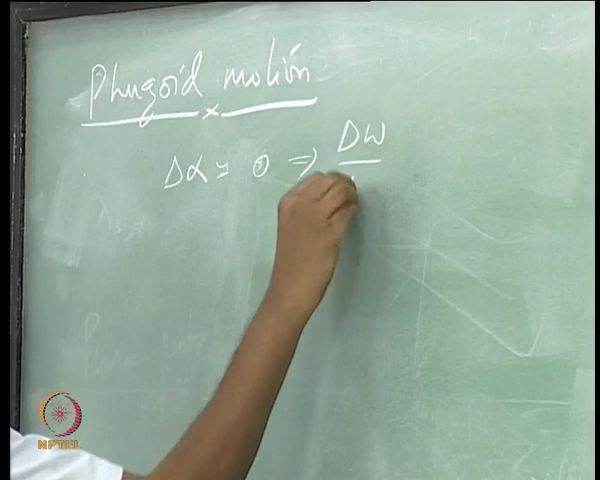 Phugoid motion
Δα ≃ 0 ⇒ Δw
NPTEL